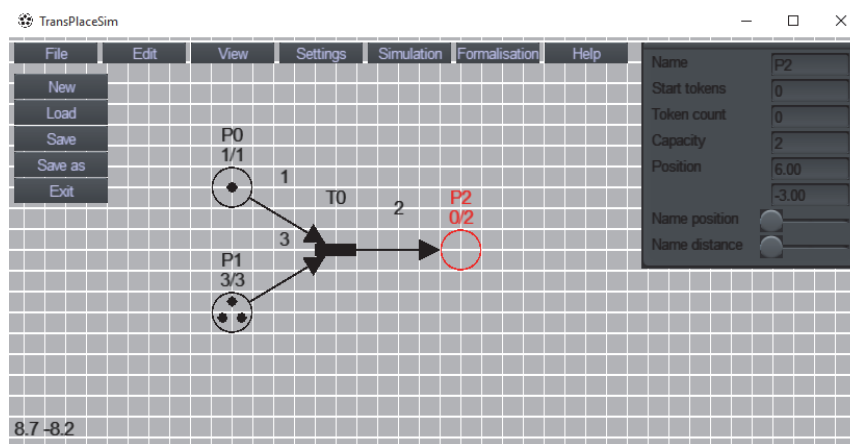 TransPlaceSim
File Edit View Settings Simulation Formalisation Help
New
Load
Save
Save as
Exit
P0
1/1
1
T0
2
P2
0/2
3
P1
3/3
Name P2
Start tokens 0
Token count 0
Capacity 2
Position 6.00
-3.00
Name position
Name distance
8.7 -8.2